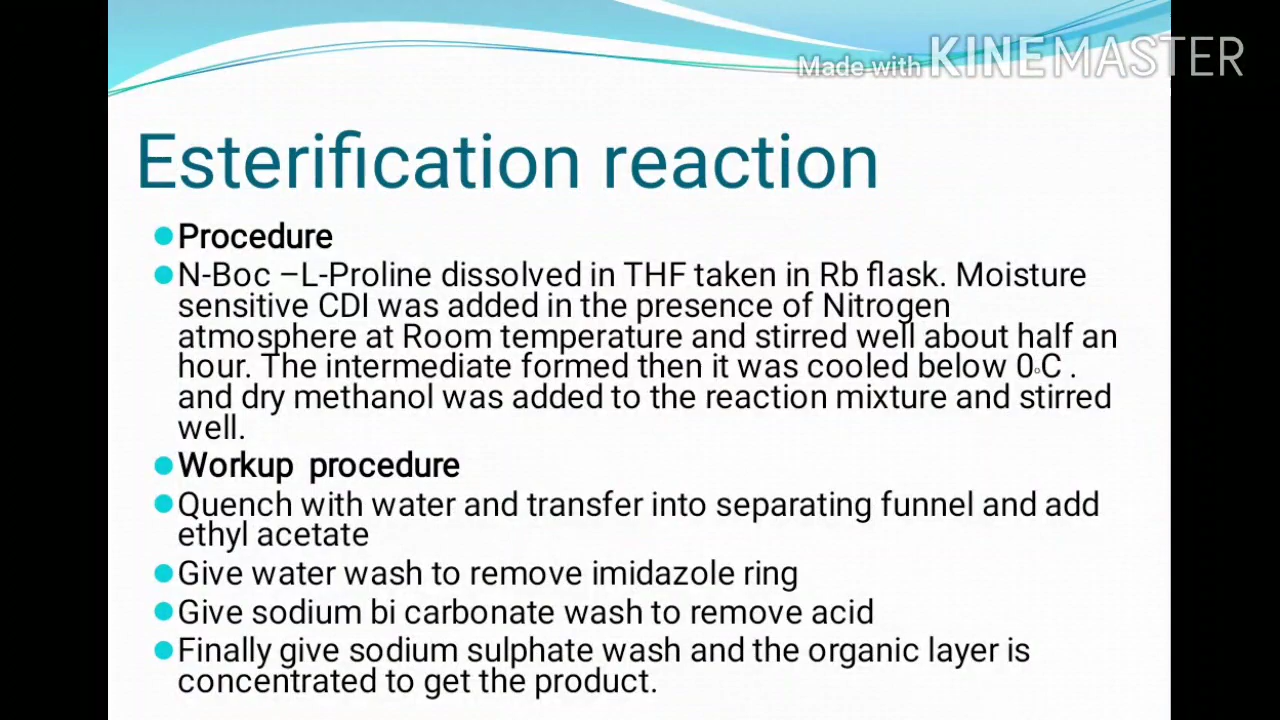 Made with KINEMASTER
Esterification reaction
Procedure
N-Boc –L-Proline dissolved in THF taken in Rb flask. Moisture
sensitive CDI was added in the presence of Nitrogen
atmosphere at Room temperature and stirred well about half an
hour. The intermediate formed then it was cooled below 0◦C .
and dry methanol was added to the reaction mixture and stirred
well.
Workup procedure
Quench with water and transfer into separating funnel and add
ethyl acetate
Give water wash to remove imidazole ring
Give sodium bi carbonate wash to remove acid
Finally give sodium sulphate wash and the organic layer is
concentrated to get the product.